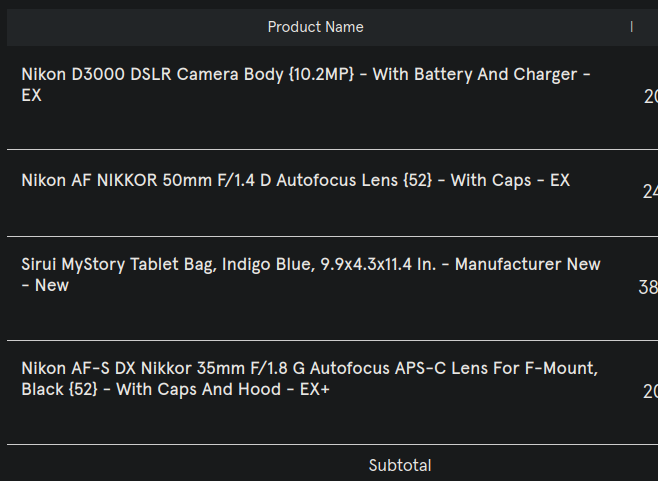 Product Name
Nikon D3000 DSLR Camera Body {10.2MP} - With Battery And Charger -
EX
20
Nikon AF NIKKOR 50mm F/1.4 D Autofocus Lens {52} - With Caps - EX
24
Sirui MyStory Tablet Bag, Indigo Blue, 9.9x4.3x11.4 In. - Manufacturer New
- New
38
Nikon AF-S DX Nikkor 35mm F/1.8 G Autofocus APS-C Lens For F-Mount,
Black {52} - With Caps And Hood - EX+
20
Subtotal